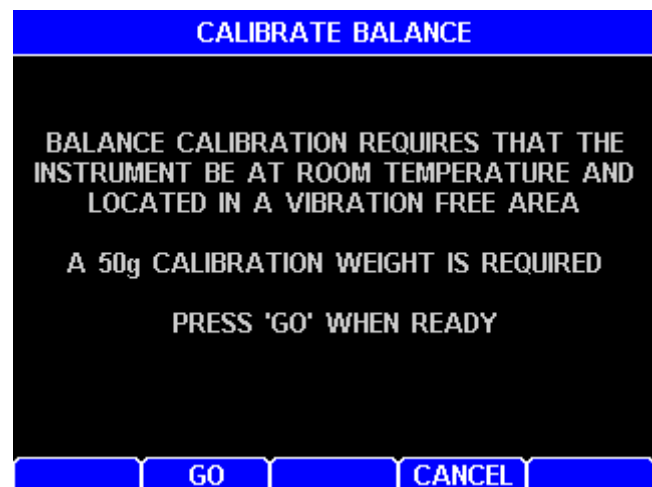 CALIBRATE BALANCE
BALANCE CALIBRATION REQUIRES THAT THE
INSTRUMENT BE AT ROOM TEMPERATURE AND
LOCATED IN A VIBRATION FREE AREA
A 50g CALIBRATION WEIGHT IS REQUIRED
PRESS 'GO' WHEN READY
GO CANCEL